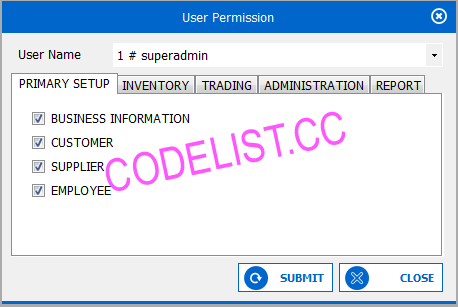 User Permission
User Name 1 # superadmin
PRIMARY SETUP INVENTORY TRADING ADMINISTRATION REPORT
BUSINESS INFORMATION
CUSTOMER
SUPPLIER
EMPLOYEE
CODELIST.CC
SUBMIT CLOSE